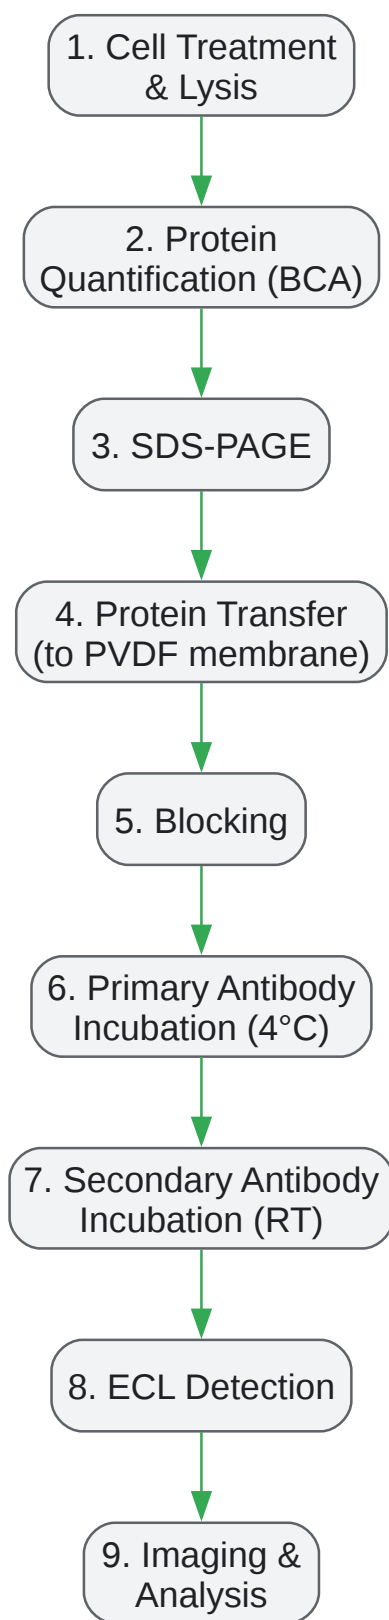 1. Cell Treatment
& Lysis
2. Protein
Quantification (BCA)
3. SDS-PAGE
4. Protein Transfer
(to PVDF membrane)
5. Blocking
6. Primary Antibody
Incubation (4°C)
7. Secondary Antibody
Incubation (RT)
8. ECL Detection
9. Imaging &
Analysis